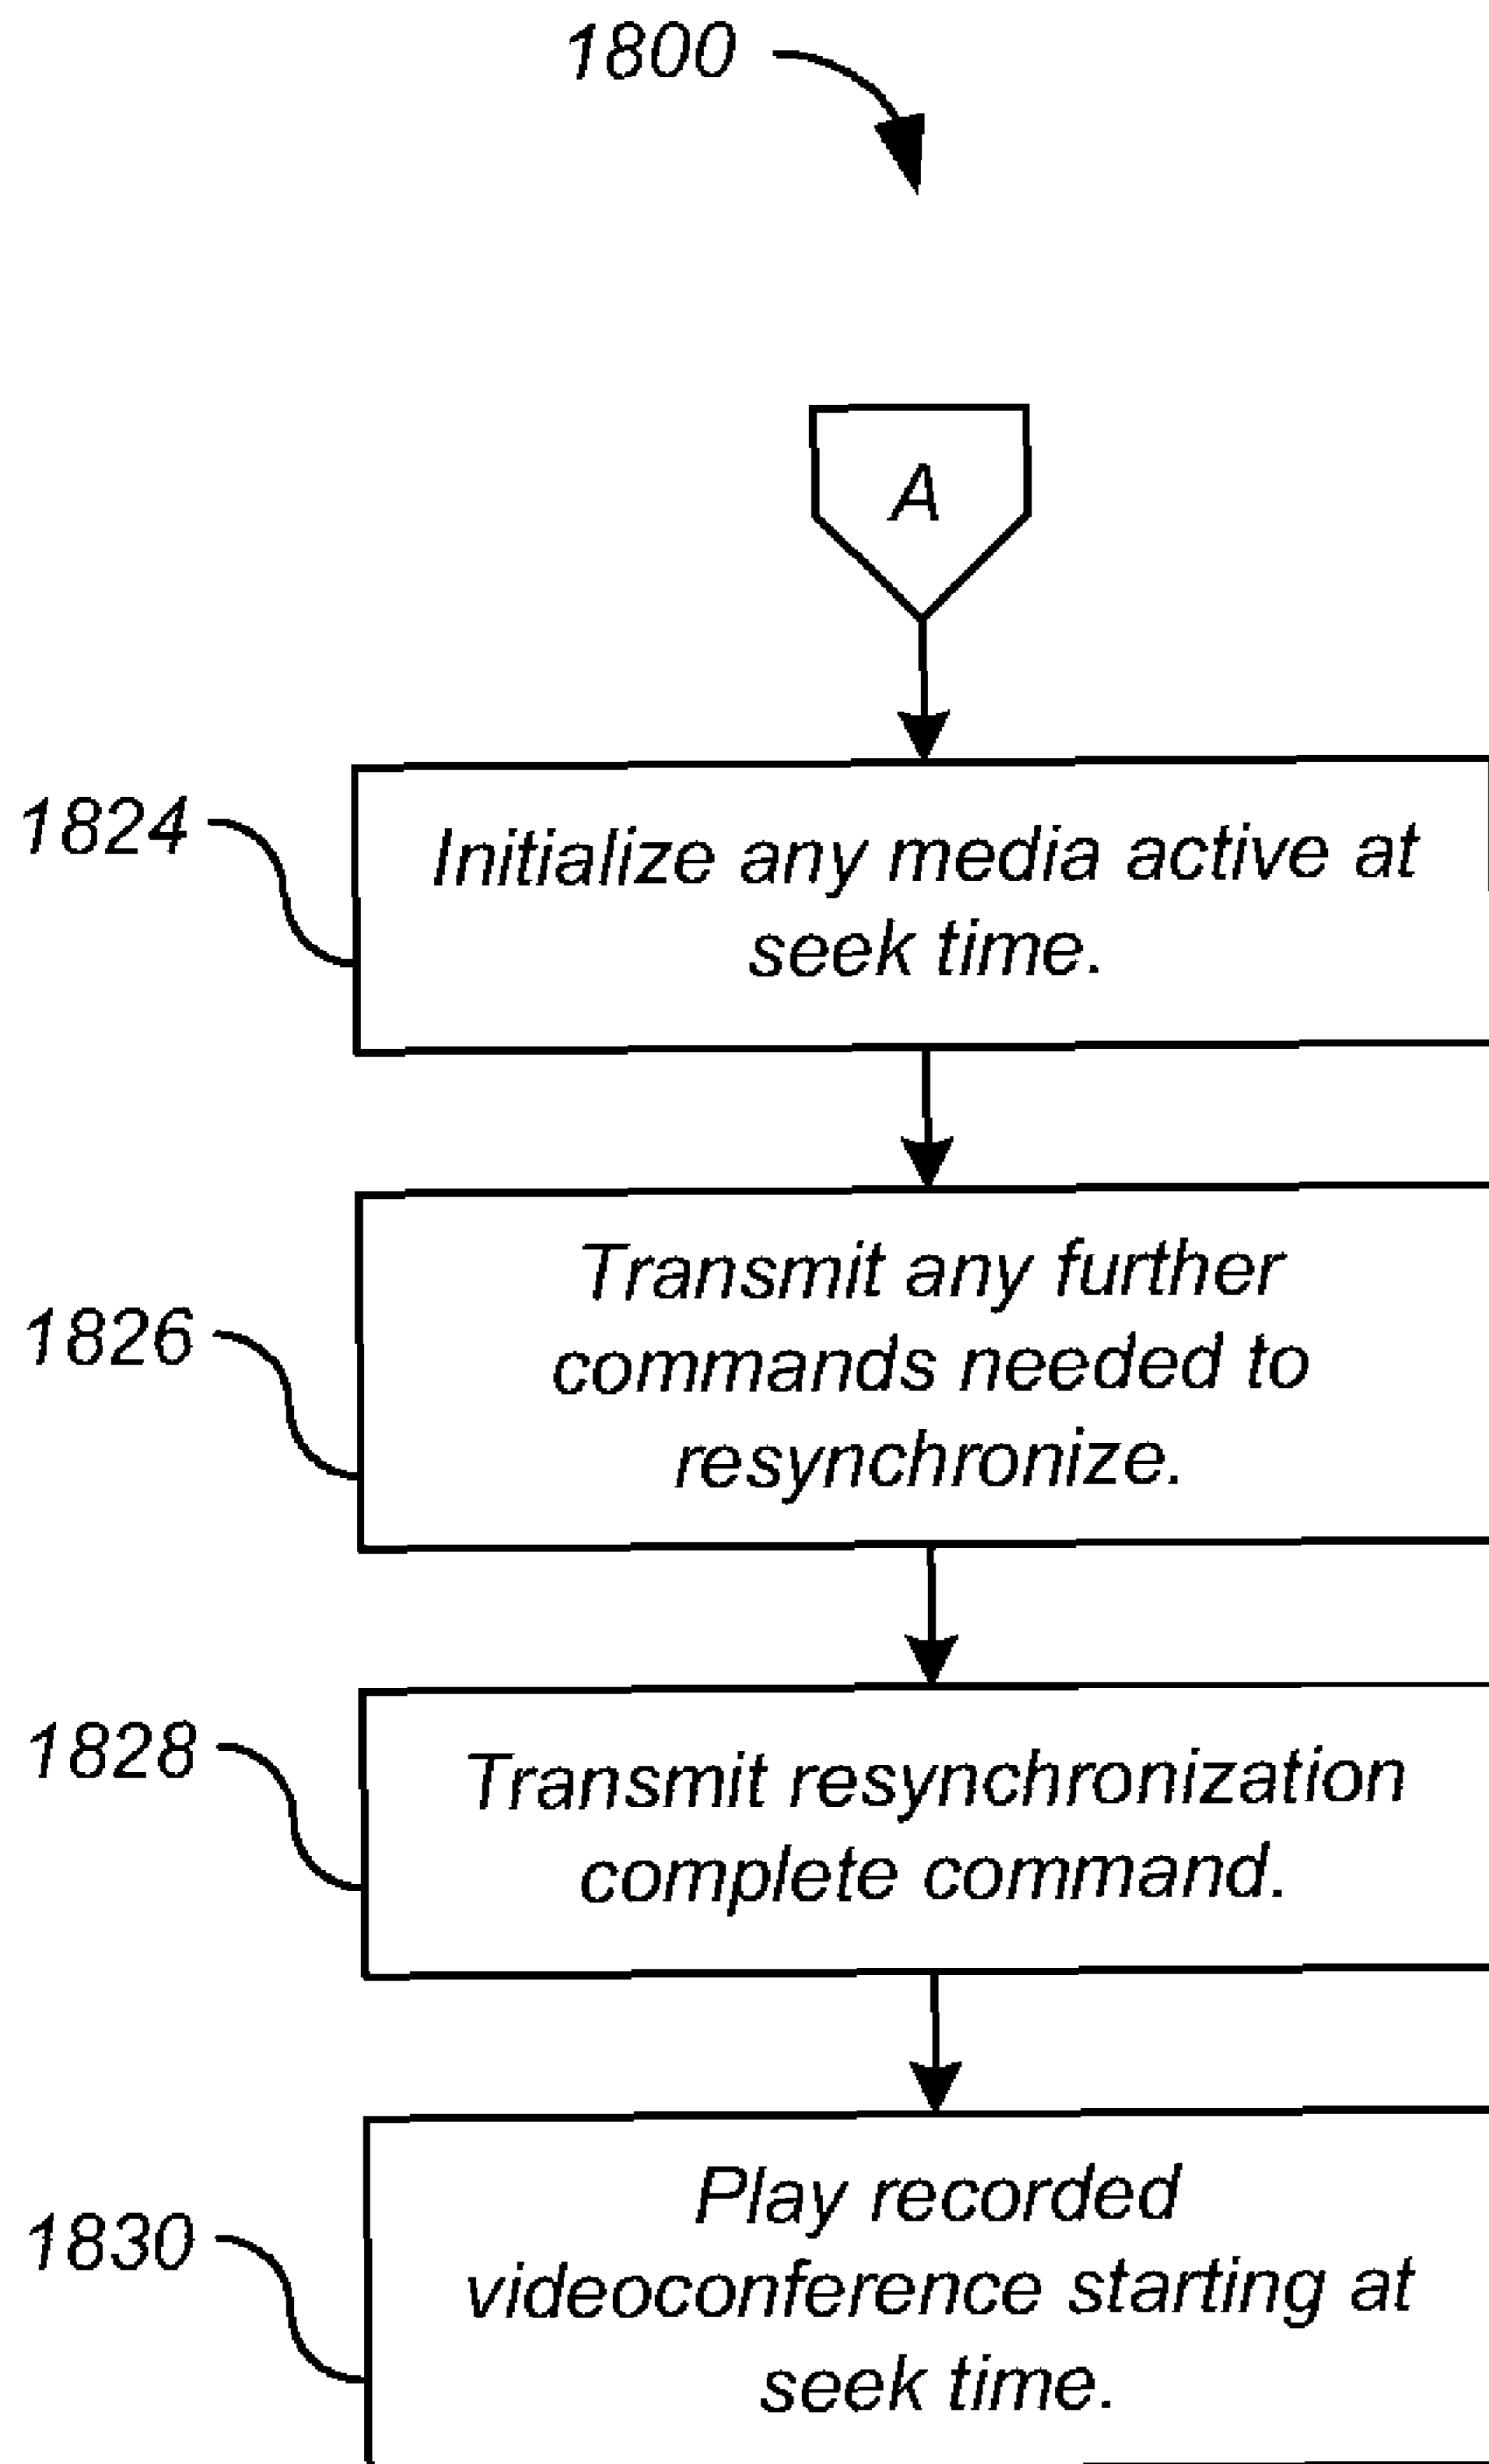 1800
A
1824
Initialize any media active at
seek time.
1826
Transmit any further
commands needed to
resynchronize.
1828
Transmit resynchronization
complete command.
1830
Play recorded
videoconference starting at
seek time.